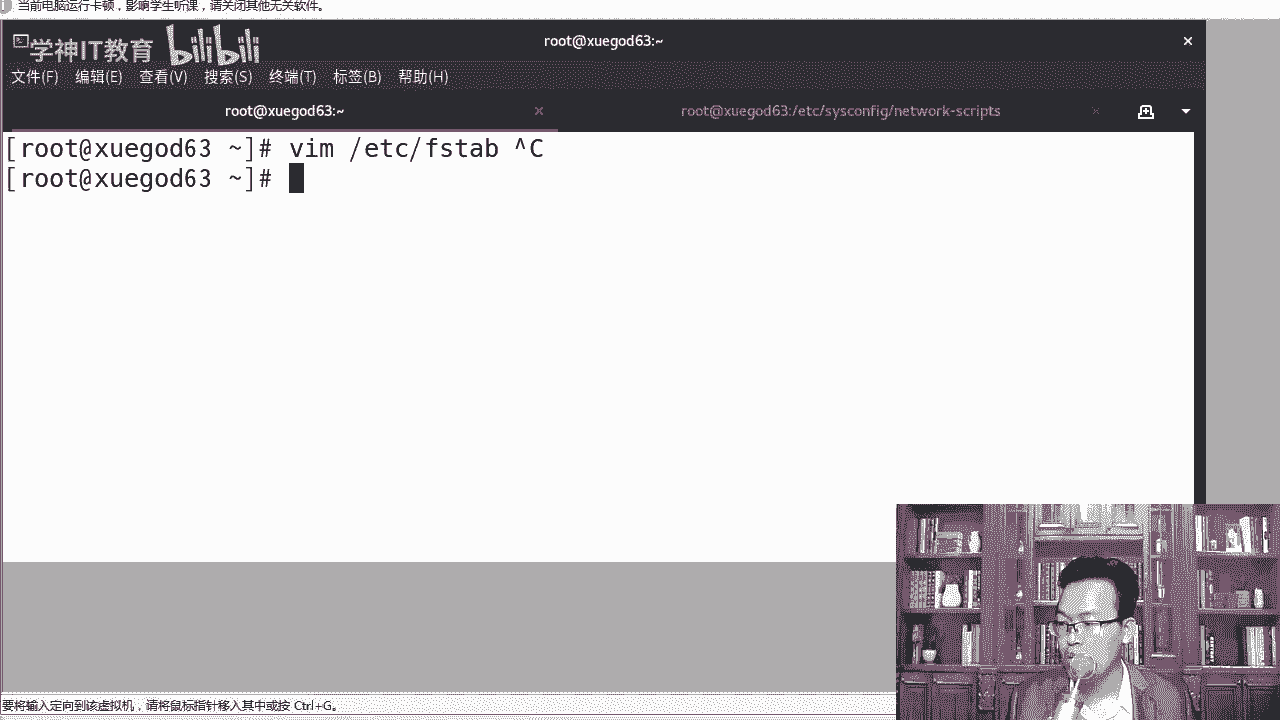 当前电脑运行卡顿，影响学生听课，请关闭其他无关软件。
学神IT教育 bilibili
root@xuegod63:~
文件(F) 编辑(E) 查看(V) 搜索(S) 终端(T) 标签(B) 帮助(H)
root@xuegod63:~ root@xuegod63:/etc/sysconfig/network-scripts
[root@xuegod63 ~]# vim /etc/fstab ^C
[root@xuegod63 ~]#
要将输入定向到该虚拟机，请将鼠标指针移入其中或按 Ctrl+G。